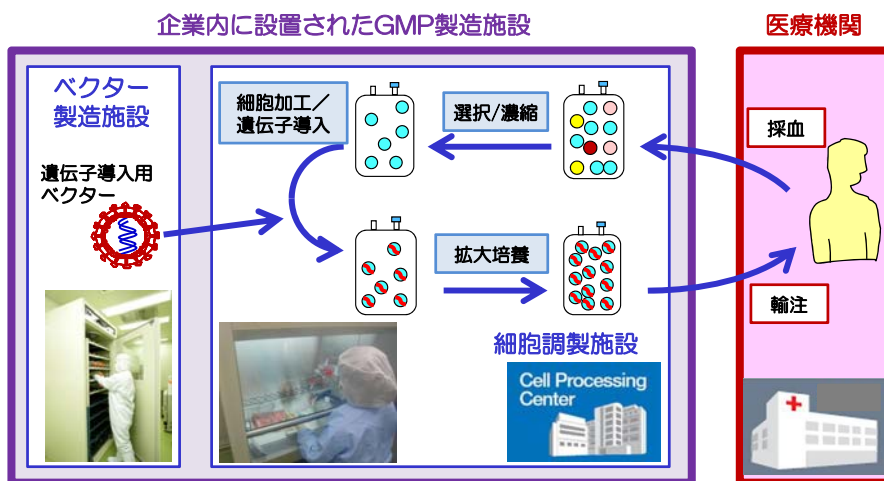 企業内に設置されたGMP製造施設
医療機関
ベクター
製造施設
細胞加工／
遺伝子導入
選択/濃縮
採血
遺伝子導入用
ベクター
拡大培養
輸注
細胞調製施設
Cell Processing
Center